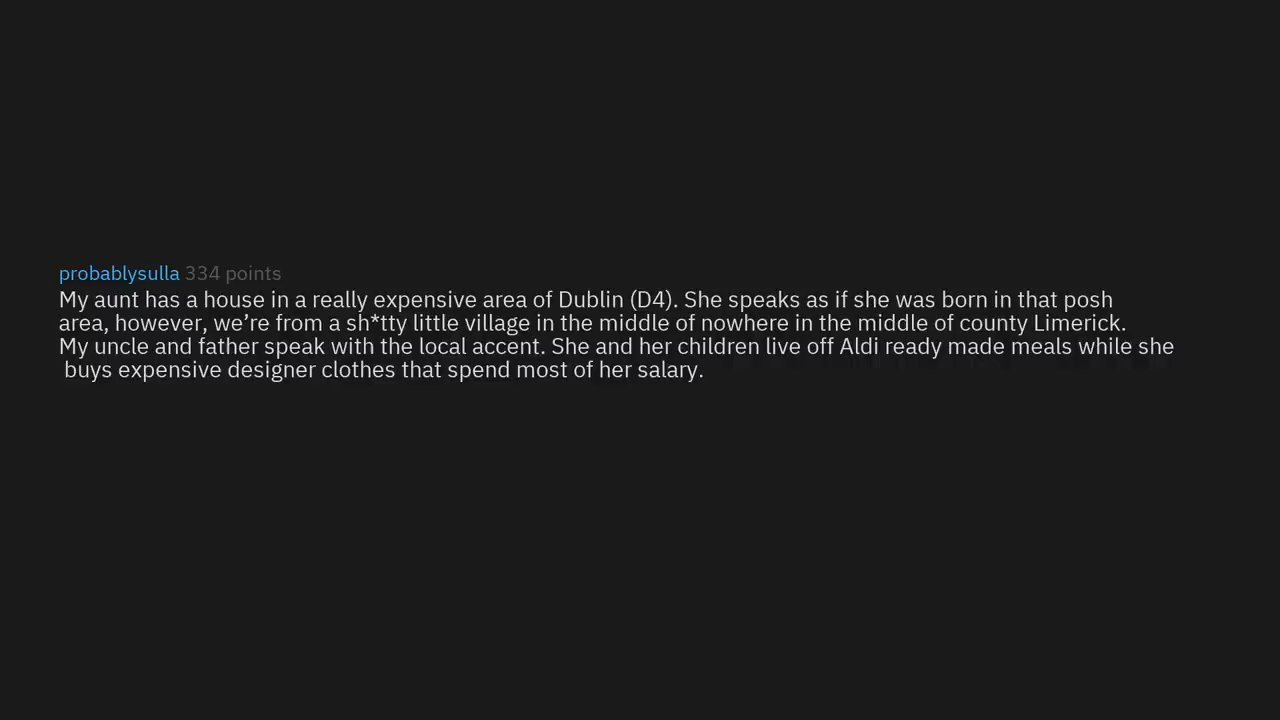 probablysulla 334 points
My aunt has a house in a really expensive area of Dublin (D4). She speaks as if she was born in that posh
area, however, we’re from a sh*tty little village in the middle of nowhere in the middle of county Limerick.
My uncle and father speak with the local accent. She and her children live off Aldi ready made meals while she
buys expensive designer clothes that spend most of her salary.